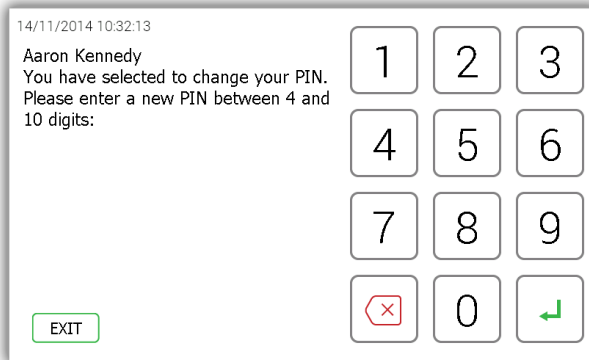 14/11/2014 10:32:13
Aaron Kennedy
You have selected to change your PIN.
Please enter a new PIN between 4 and
10 digits:
1 2 3
4 5 6
7 8 9
0
EXIT